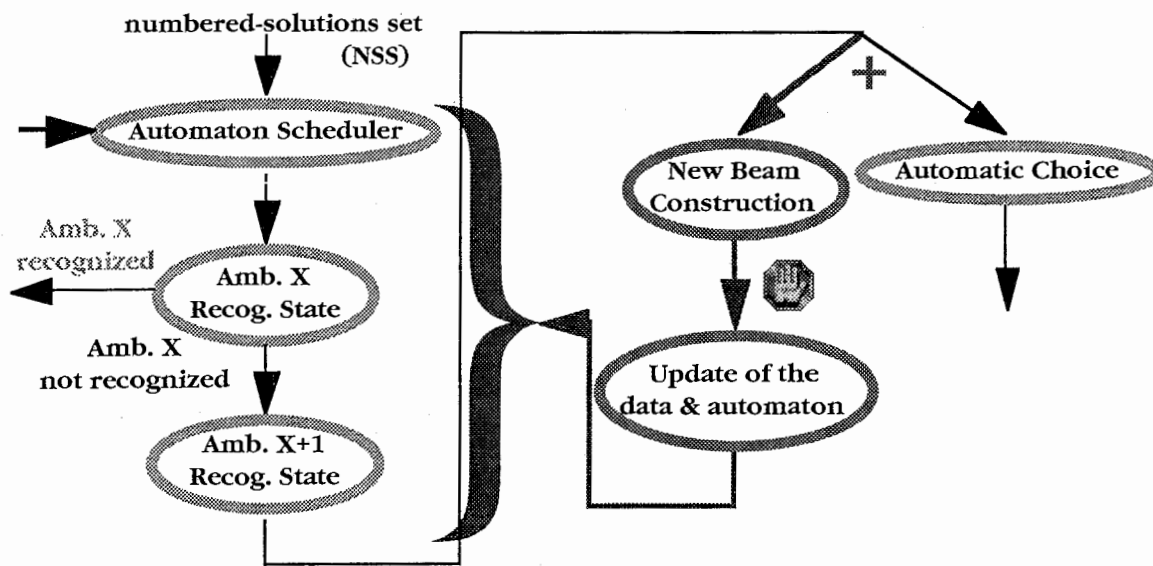 numbered-solutions set
(NSS)
Automaton Scheduler
Amb. X
recognized
Amb. X
Recog. State
Amb. X
not recognized
Amb. X+1
Recog. State
+
New Beam
Construction
Automatic Choice
Update of the
data & automaton